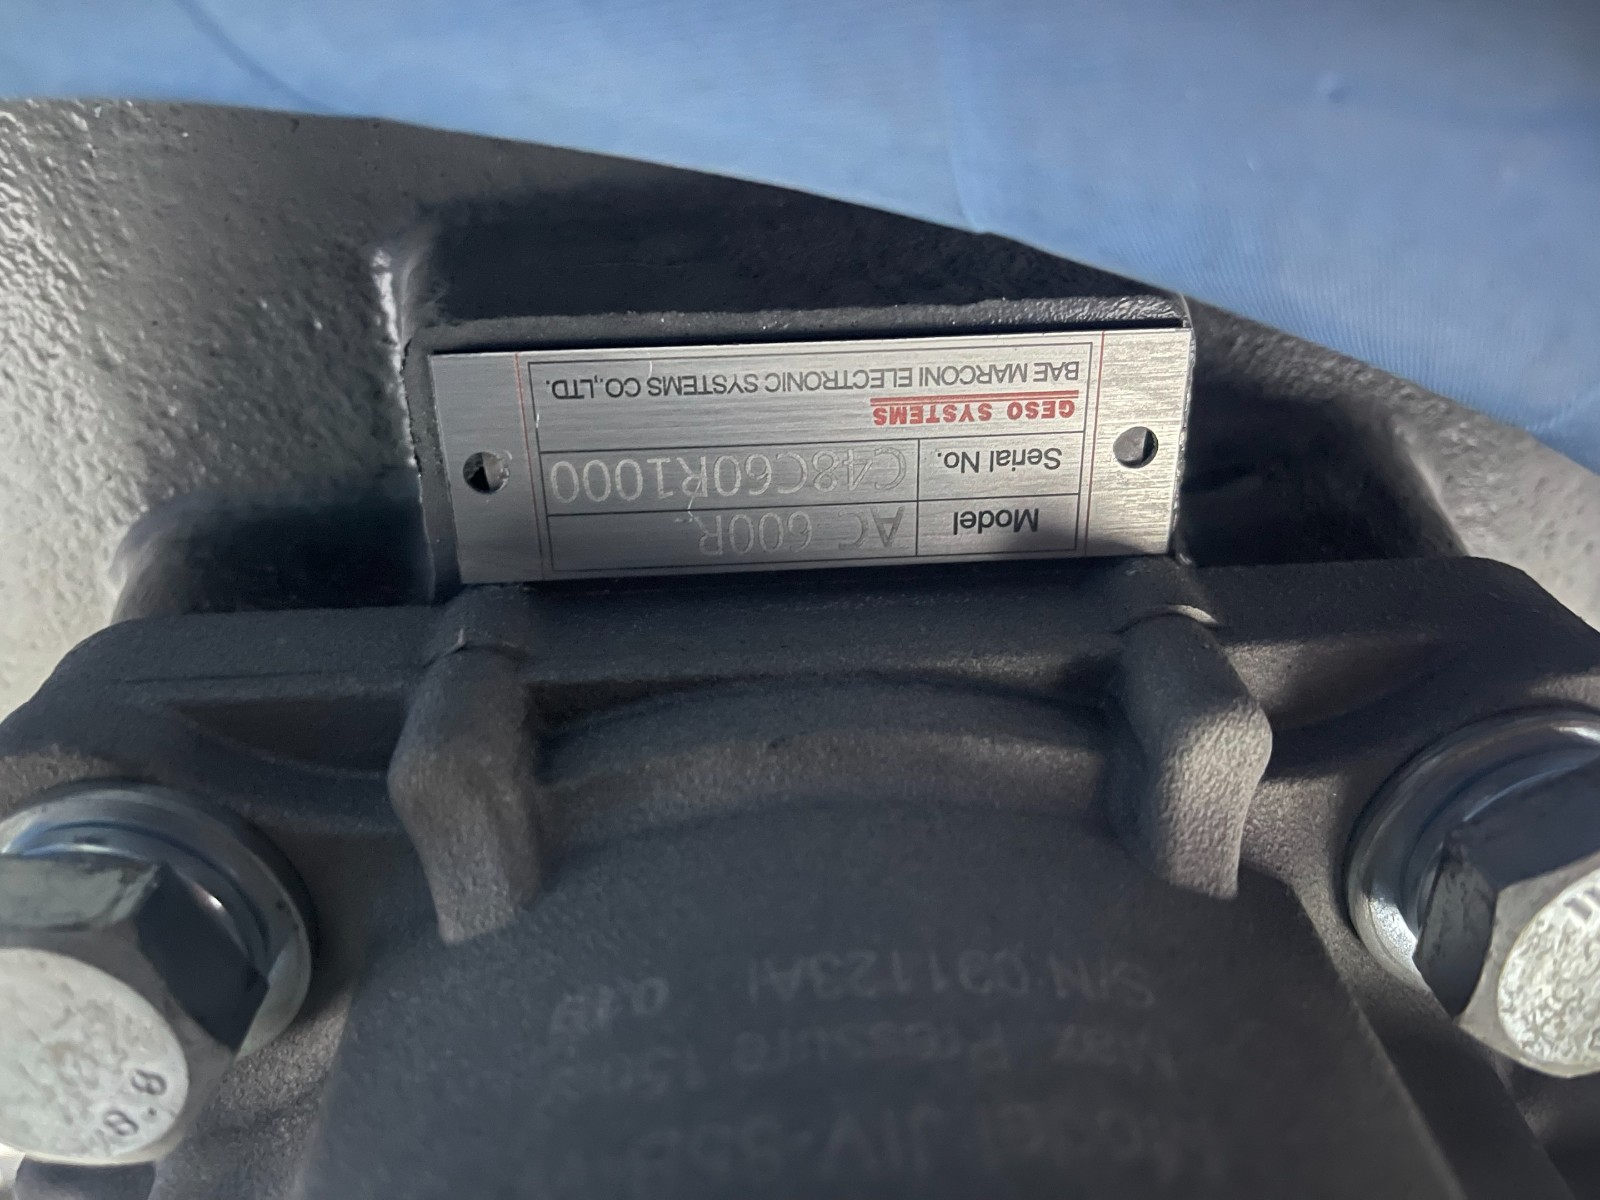 Model AC 600R
Serial No. C48C60R1000
GESO SYSTEMS
BAE MARCONI ELECTRONIC SYSTEMS CO.,LTD.
Max Pressure
8.8